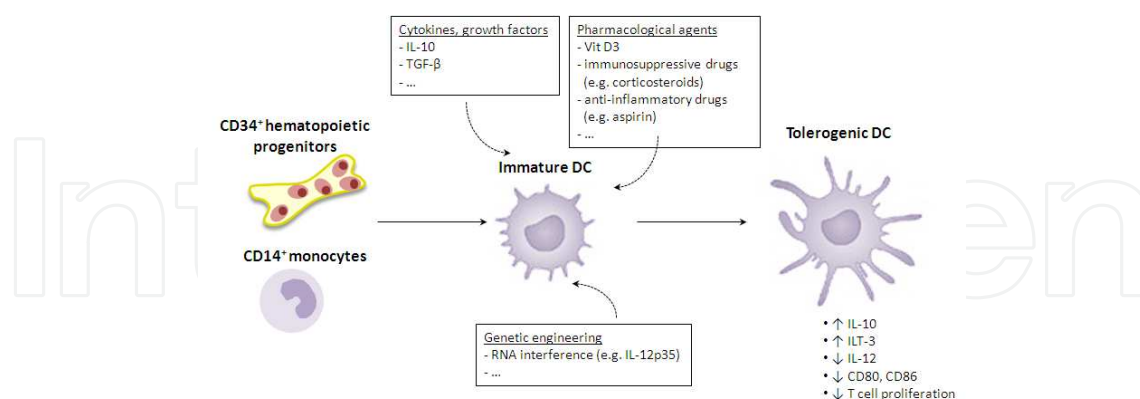 Cytokines, growth factors
- IL-10
- TGF-β
- ...
Pharmacological agents
- Vit D3
- immunosuppressive drugs
(e.g. corticosteroids)
- anti-inflammatory drugs
(e.g. aspirin)
- ...
CD34⁺ hematopoietic
progenitors
CD14⁺ monocytes
Immature DC
Tolerogenic DC
Genetic engineering
- RNA interference (e.g. IL-12p35)
- ...
• ↑ IL-10
• ↑ ILT-3
• ↓ IL-12
• ↓ CD80, CD86
• ↓ T cell proliferation